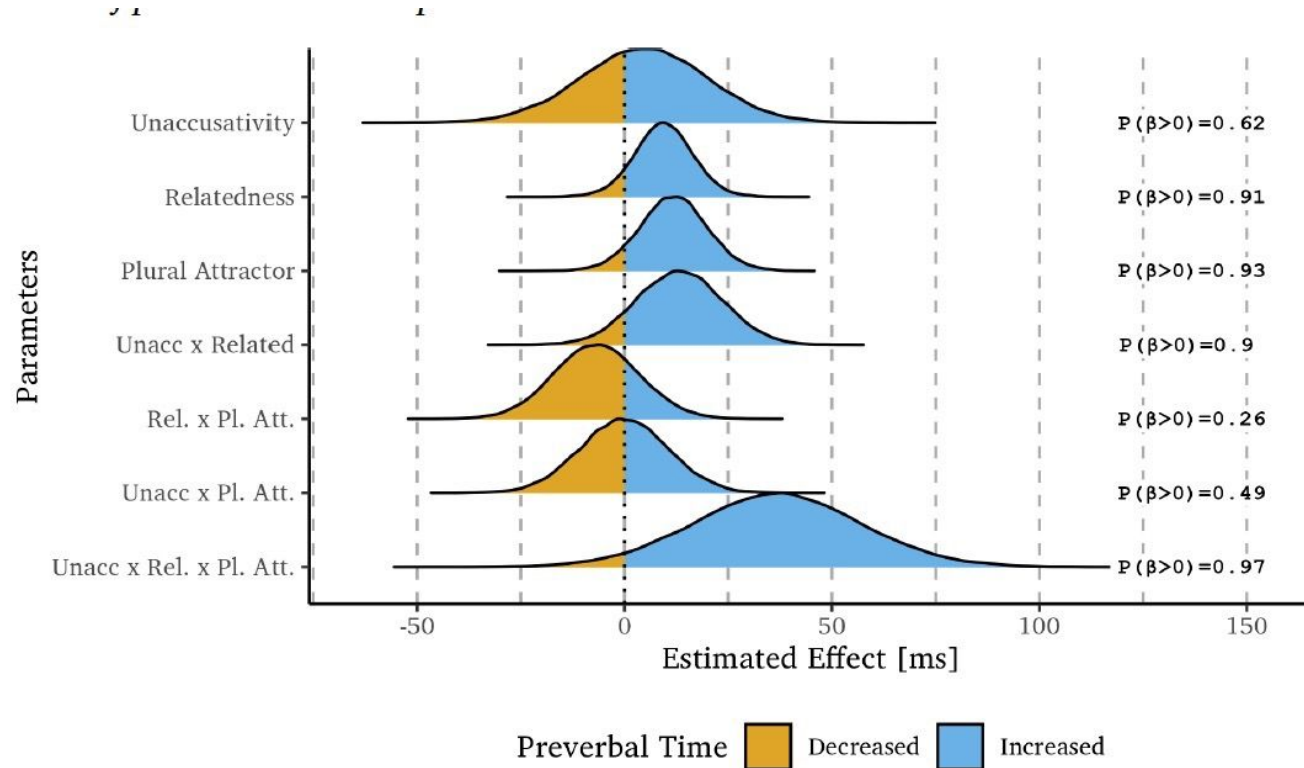 Unaccusativity P(β>0)=0.62
Relatedness P(β>0)=0.91
Plural Attractor P(β>0)=0.93
Unacc x Related P(β>0)=0.9
Rel. x Pl. Att. P(β>0)=0.26
Unacc x Pl. Att. P(β>0)=0.49
Unacc x Rel. x Pl. Att. P(β>0)=0.97
Parameters
-50 0 50 100 150
Estimated Effect [ms]
Preverbal Time Decreased Increased